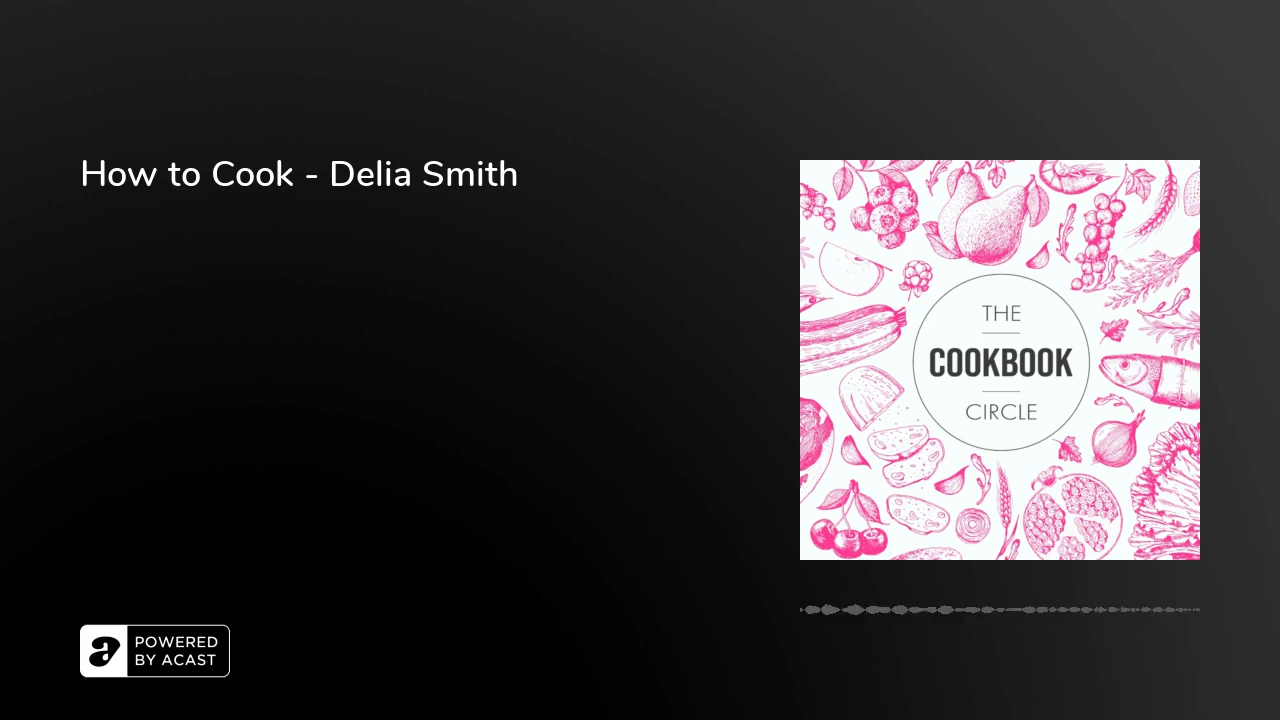 How to Cook - Delia Smith
THE
COOKBOOK
CIRCLE
POWERED
BY ACAST